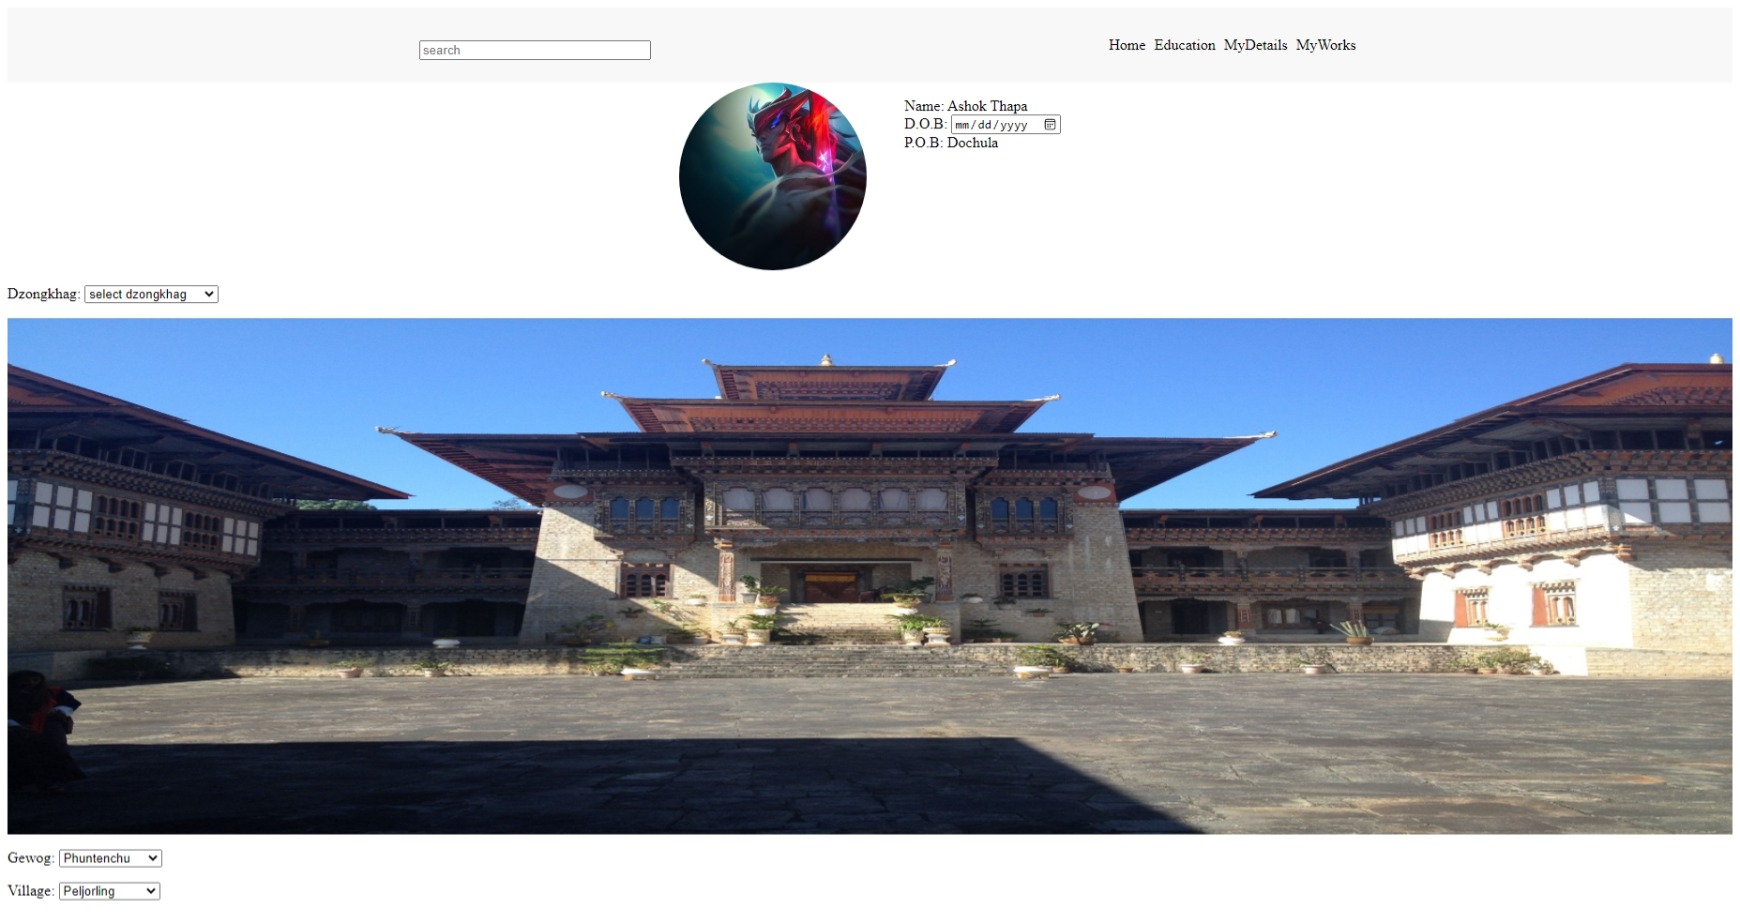 search
Home Education MyDetails MyWorks
Name: Ashok Thapa
D.O.B: mm/dd/yyyy
P.O.B: Dochula
Dzongkhag: select dzongkhag
Gewog: Phuntenchu
Village: Peljorling